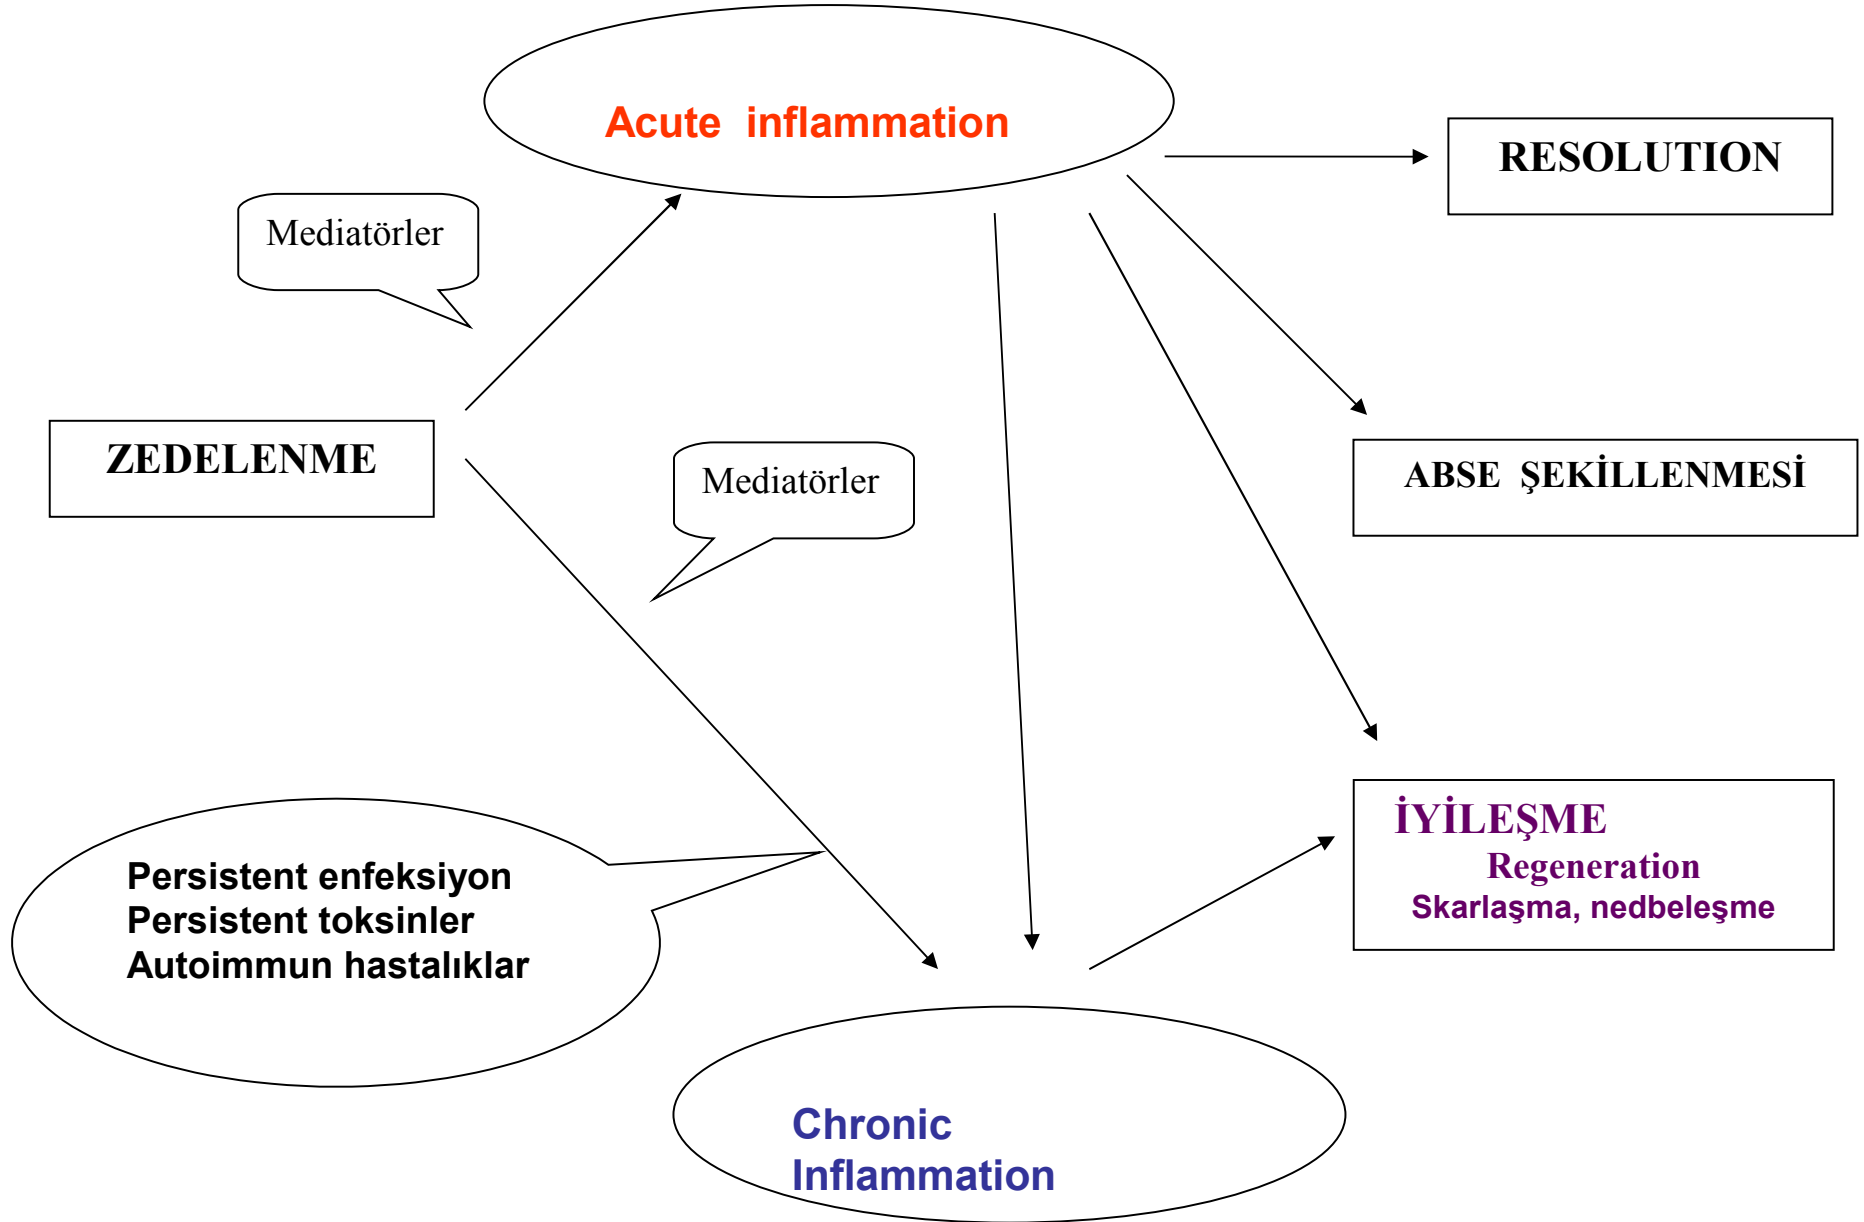 Acute inflammation
RESOLUTION
Mediatörler
ZEDELENME
Mediatörler
ABSE ŞEKİLLENMESİ
İYİLEŞME
Regeneration
Skarlaşma, nedbeleşme
Persistent enfeksiyon
Persistent toksinler
Autoimmun hastalıklar
Chronic
Inflammation